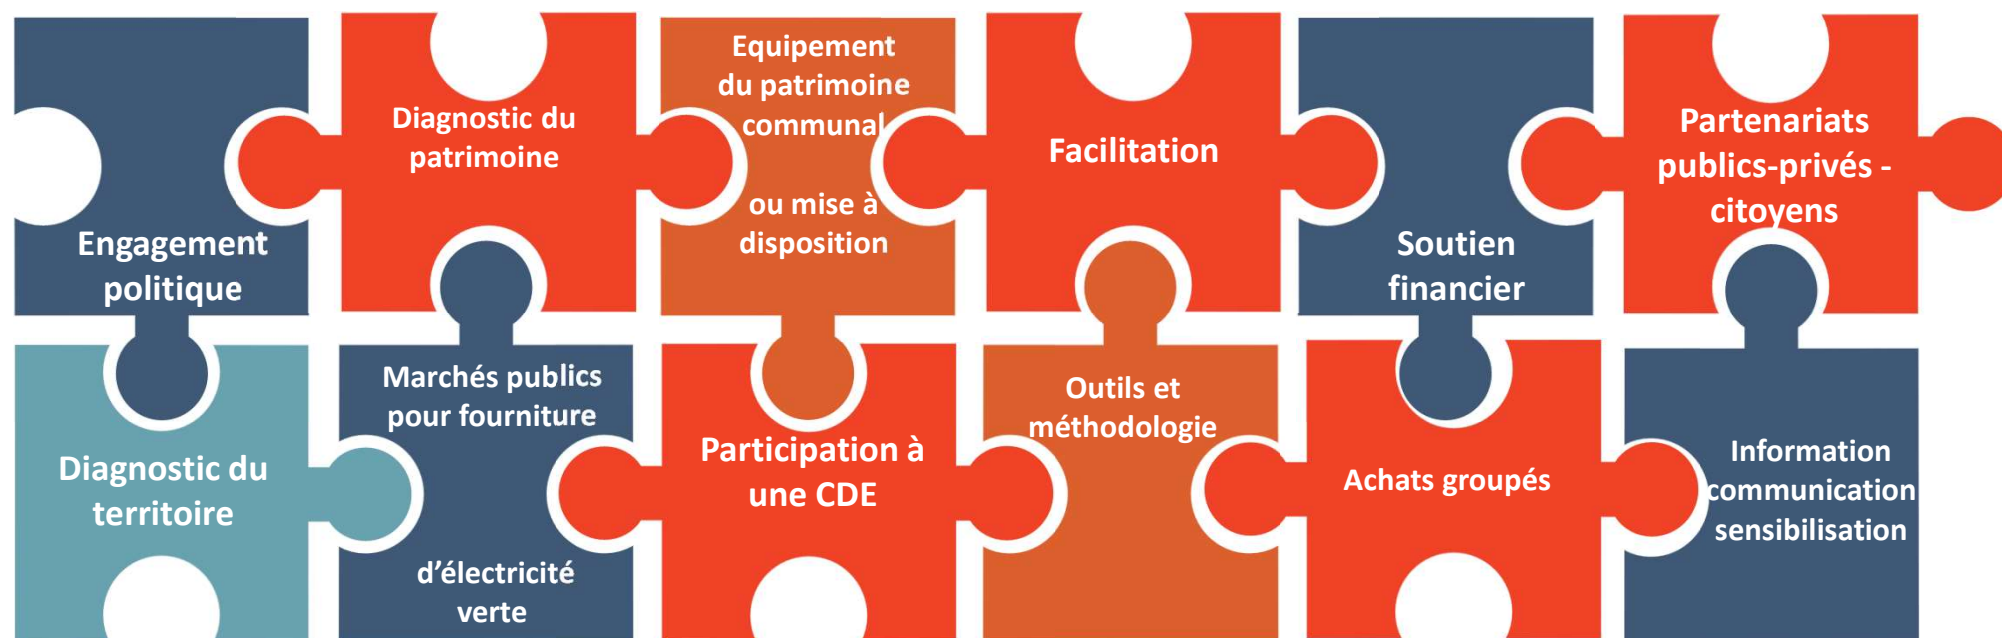 Engagement
politique
Diagnostic du
patrimoine
Equipement
du patrimoine
communal
ou mise à
disposition
Facilitation
Soutien
financier
Partenariats
publics-privés -
citoyens
Diagnostic du
territoire
Marchés publics
pour fourniture
d’électricité
verte
Participation à
une CDE
Outils et
méthodologie
Achats groupés
Information
communication
sensibilisation